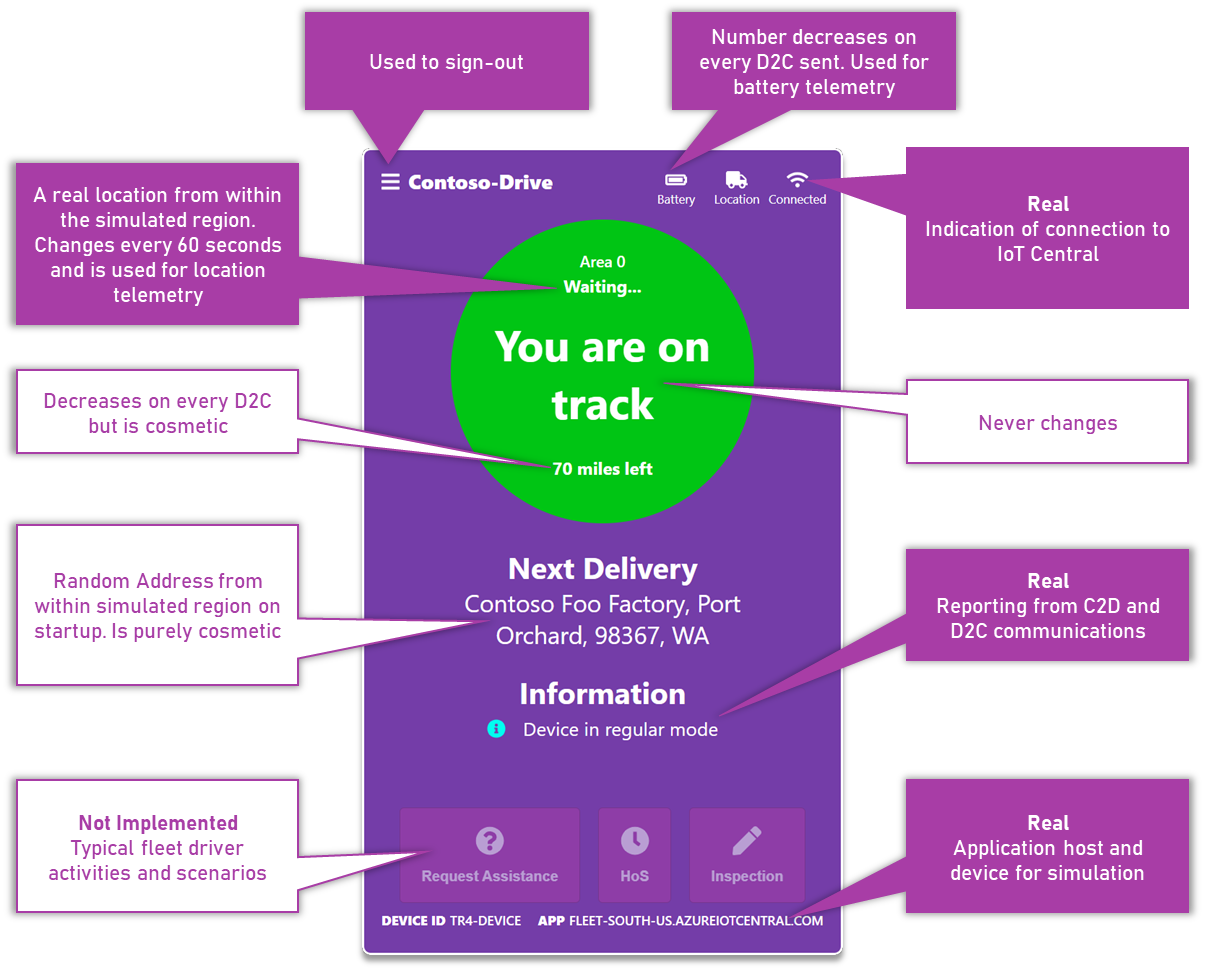 Used to sign-out
Number decreases on
every D2C sent. Used for
battery telemetry
A real location from within
the simulated region.
Changes every 60 seconds
and is used for location
telemetry
Contoso-Drive
Battery
Location
Connected
Real
Indication of connection to
IoT Central
Area 0
Waiting...
You are on
track
70 miles left
Decreases on every D2C
but is cosmetic
Never changes
Random Address from
within simulated region on
startup. Is purely cosmetic
Next Delivery
Contoso Foo Factory, Port
Orchard, 98367, WA
Real
Reporting from C2D and
D2C communications
Information
Device in regular mode
Not Implemented
Typical fleet driver
activities and scenarios
Request Assistance
HoS
Inspection
Real
Application host and
device for simulation
DEVICE ID TR4-DEVICE APP FLEET-SOUTH-US.AZUREIOTCENTRAL.COM